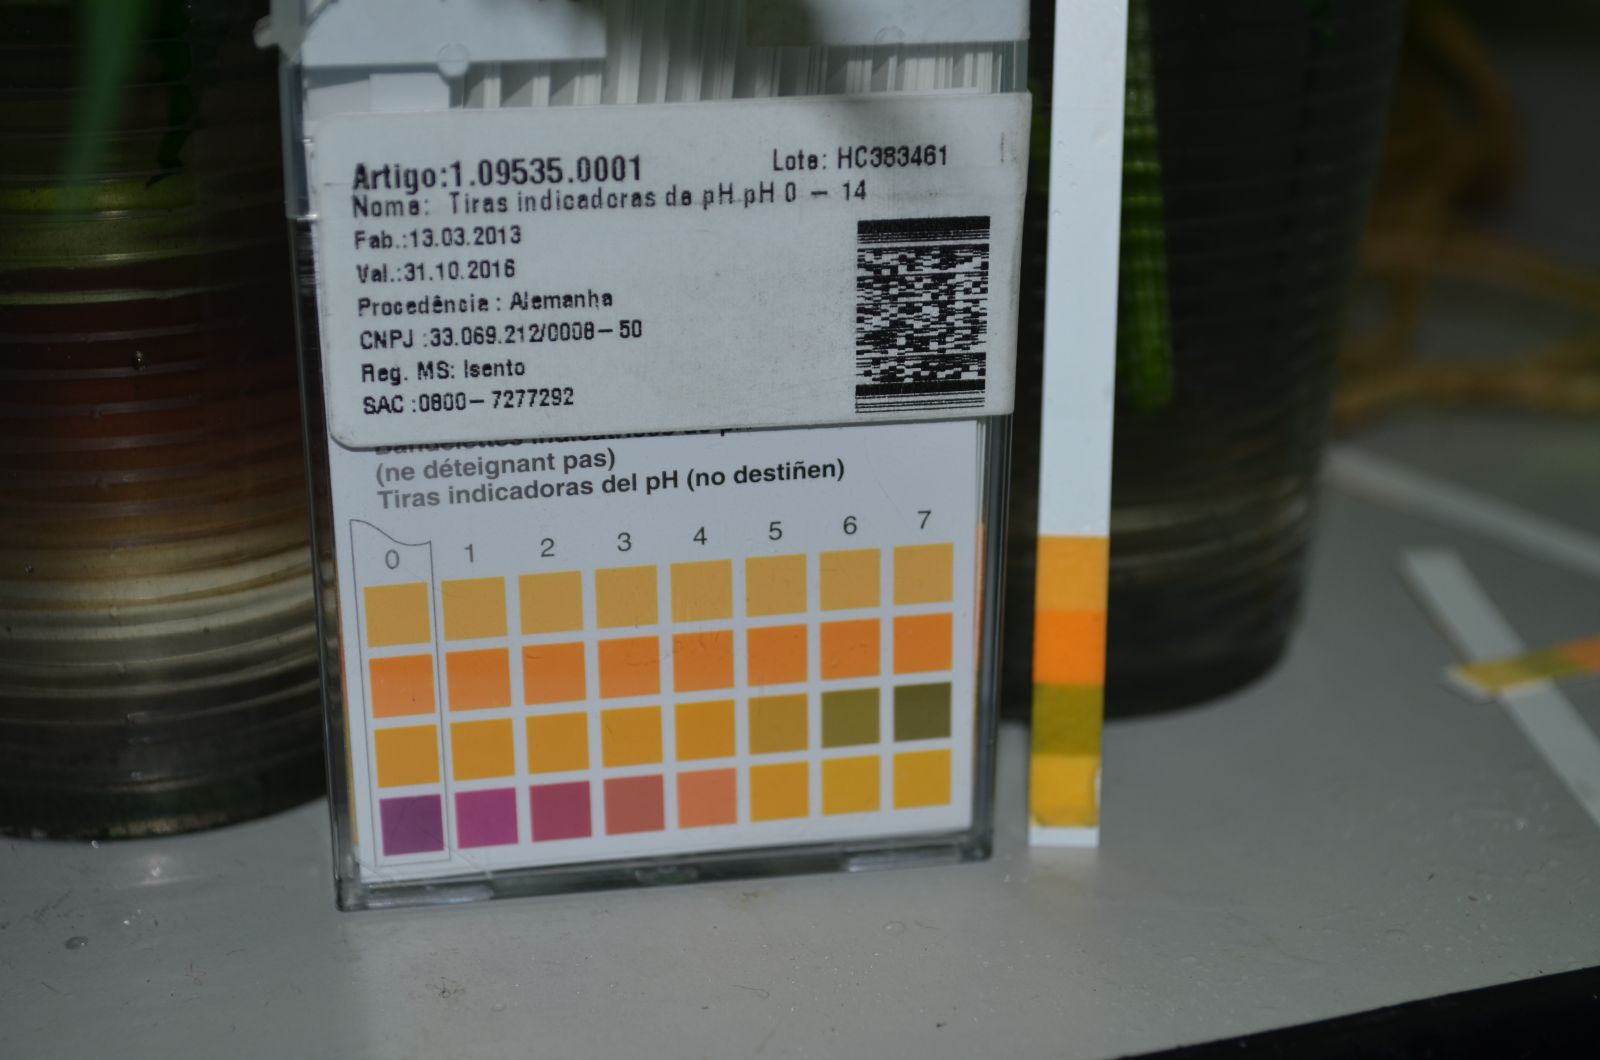 Artigo:1.09535.0001 Lote: HC383461
Nome: Tiras indicadoras de pH pH 0 - 14
Fab.:13.03.2013
Val.:31.10.2016
Procedência : Alemanha
CNPJ :33.069.212/0008-50
Reg. MS: Isento
SAC :0800-7277292
(ne déteignant pas)
Tiras indicadoras del pH (no destiñen)
0 1 2 3 4 5 6 7